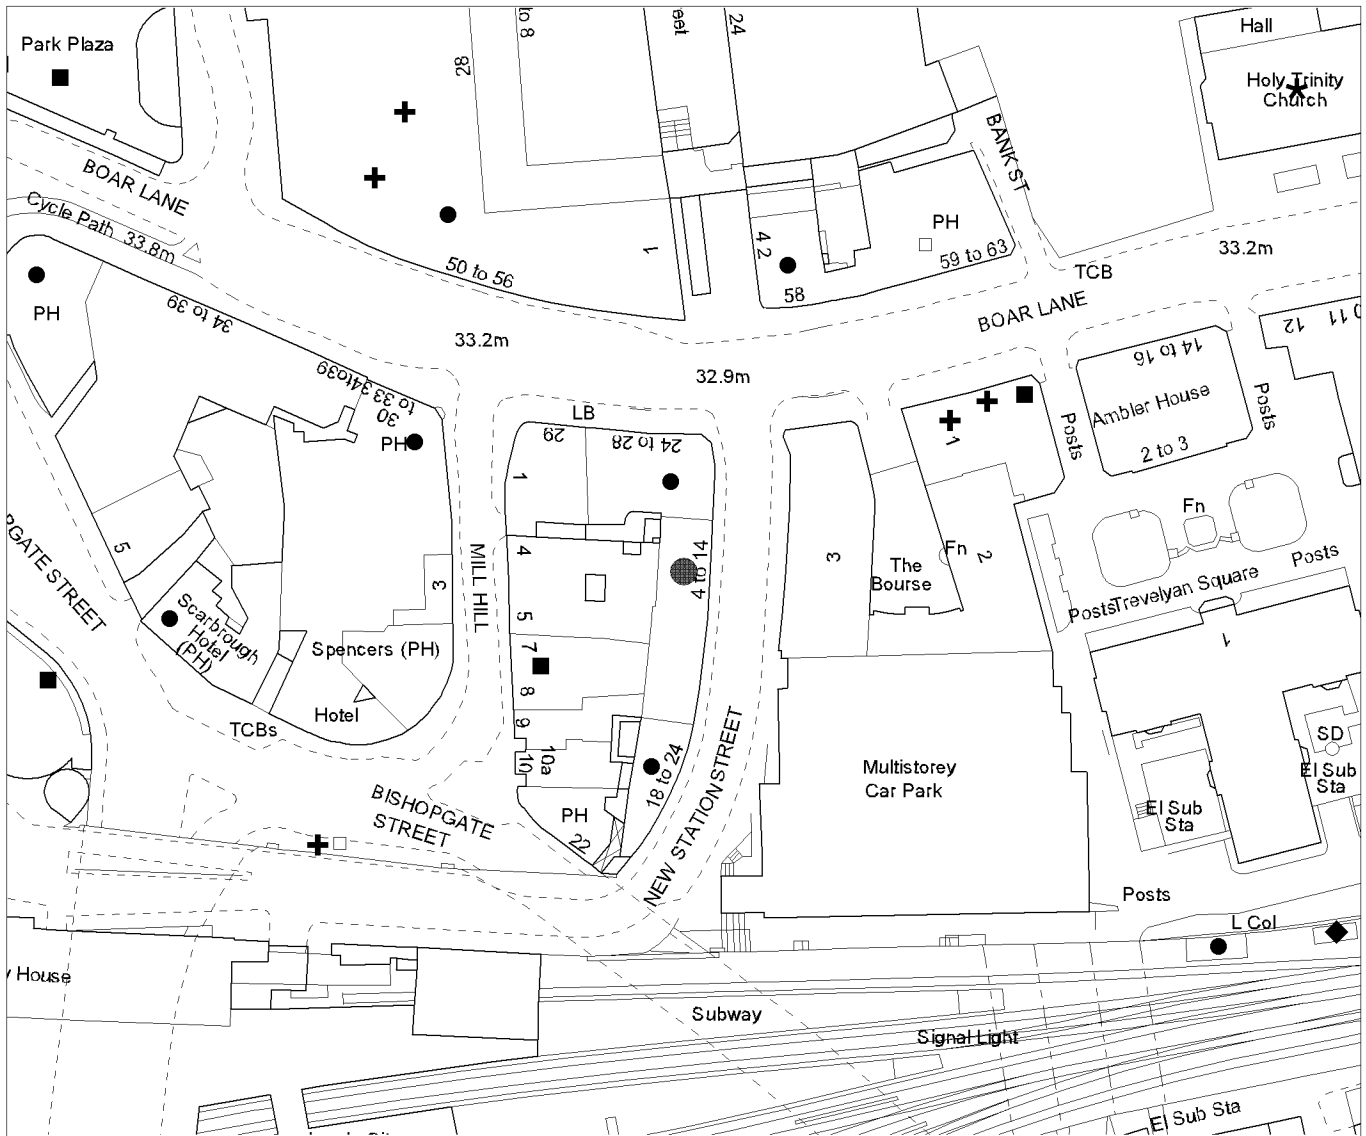 Park Plaza
to 8
eet
24
28
Hall
Holy Trinity
Church
BANK ST
BOAR LANE
Cycle Path 33.8m
PH
50 to 56
1
4 2
58
PH
59 to 63
TCB
33.2m
BOAR LANE
34 to 39
33.2m
32.9m
33 34to39
30 to
PH
LB
29
24 to 28
1
14 to 16
Ambler House
2 to 3
Posts
Posts
12
11
1
5
4
5
7
8
9
10
10a
4 to 14
3
The
Bourse
Fn
2
Fn
Posts
Posts
Trevelyan Square
1
PGATE STREET
MILL HILL
3
Scarbrough
Hotel
(PH)
Spencers (PH)
Hotel
TCBs
18 to 24
PH
22
BISHOPGATE
STREET
NEW STATION STREET
Multistorey
Car Park
SD
El Sub
Sta
El Sub
Sta
Posts
L Col
y House
Subway
Signal Light
El Sub Sta